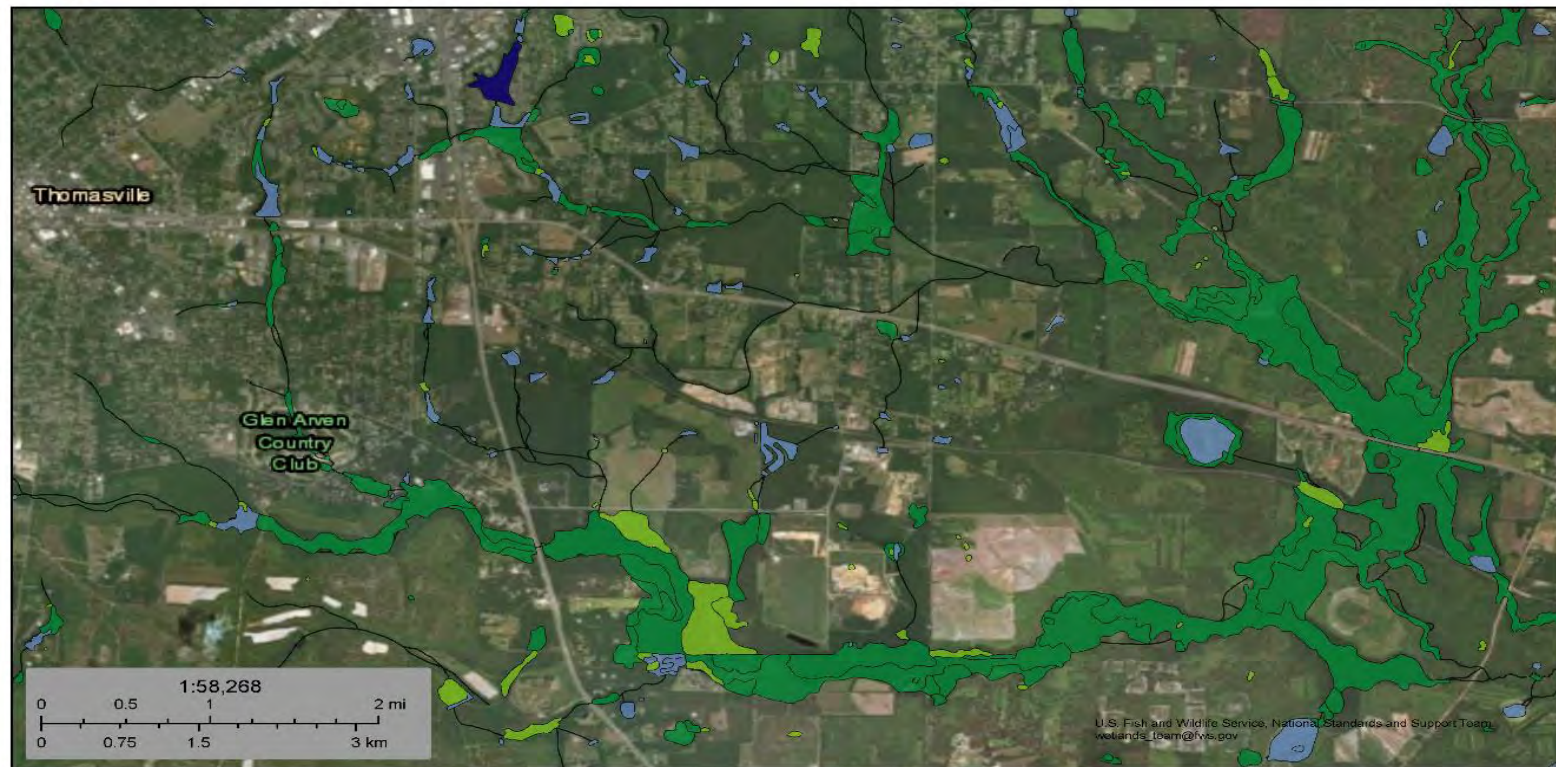 Thomasville
Glen Arven
Country
Club
1:58,268
0 0.5 1 2 mi
0 0.75 1.5 3 km
U.S. Fish and Wildlife Service, National Standards and Support Team,
wetlands_team@fws.gov